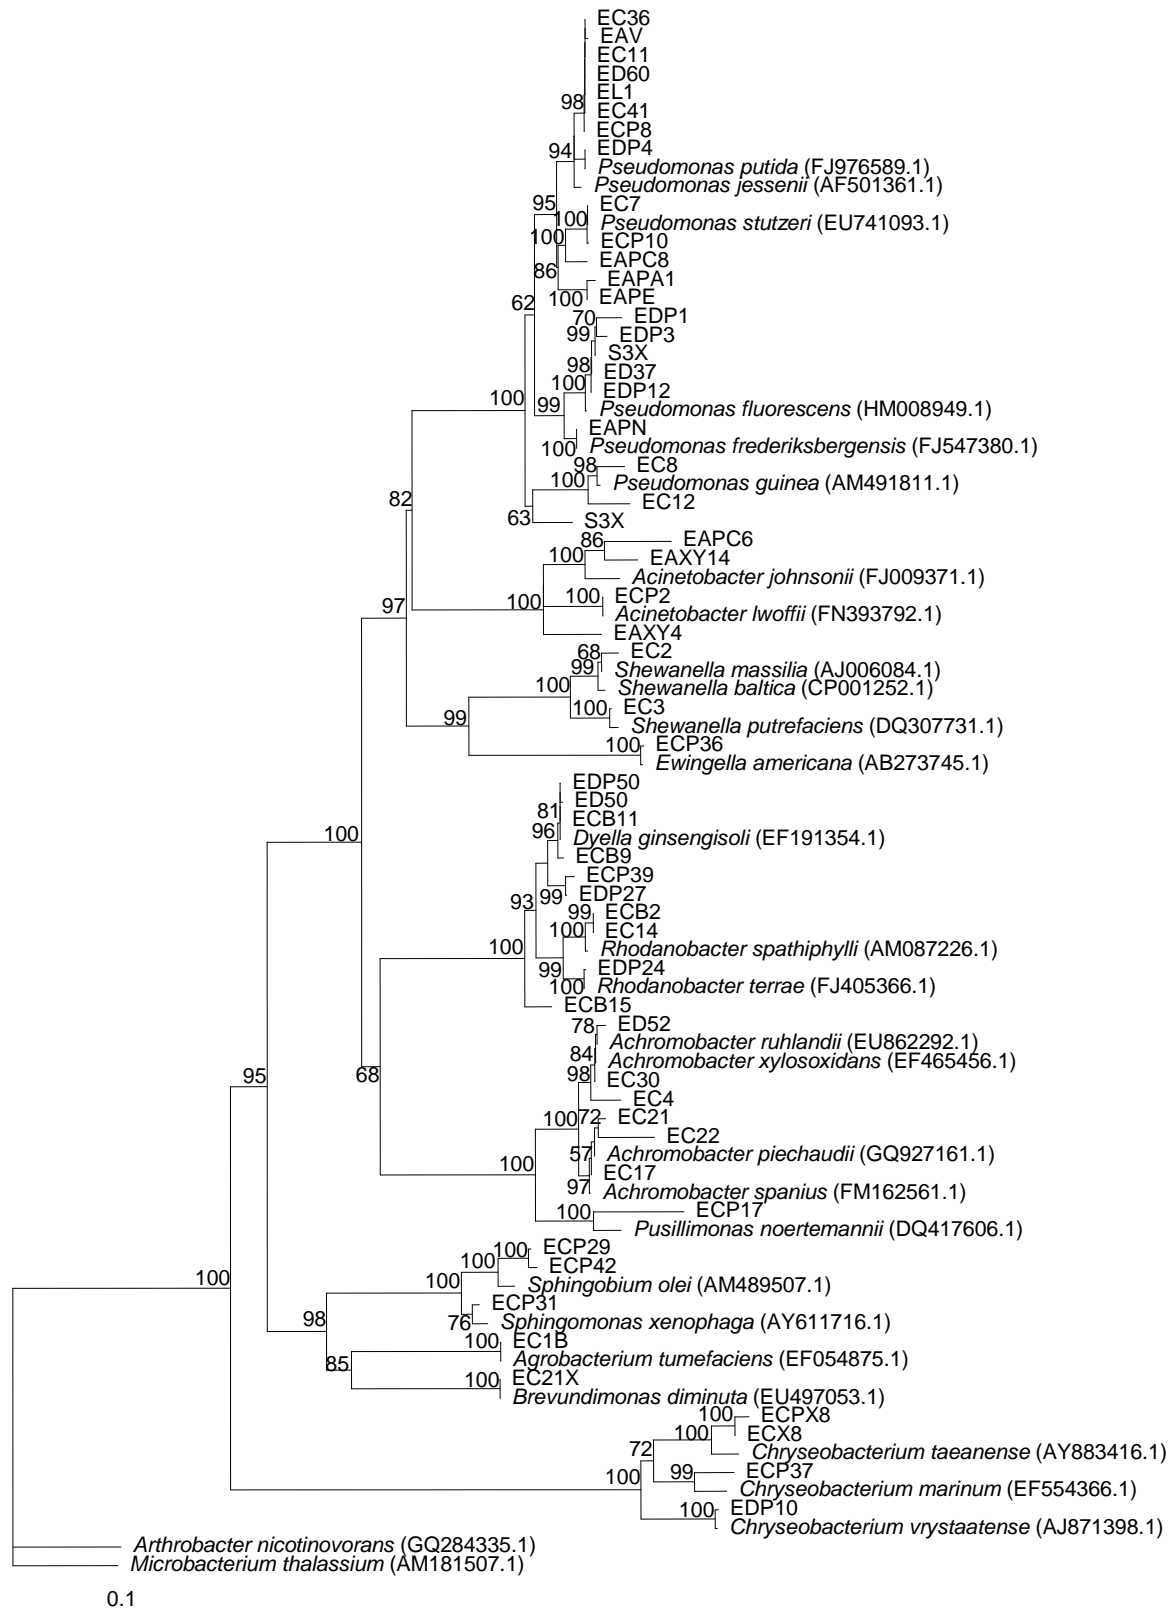 EC36
EAV
EC11
ED60
EL1
98
EC41
ECP8
EDP4
94
Pseudomonas putida (FJ976589.1)
Pseudomonas jessenii (AF501361.1)
95
EC7
100
Pseudomonas stutzeri (EU741093.1)
100
ECP10
EAPC8
86
EAPA1
100
EAPE
62
70
EDP1
99
EDP3
S3X
98
ED37
100
EDP12
100
99
Pseudomonas fluorescens (HM008949.1)
EAPN
100
Pseudomonas frederiksbergensis (FJ547380.1)
98
EC8
100
Pseudomonas guinea (AM491811.1)
82
EC12
63
S3X
86
EAPC6
100
EAXY14
Acinetobacter johnsonii (FJ009371.1)
100
ECP2
97
100
Acinetobacter lwoffii (FN393792.1)
EAXY4
68
EC2
99
Shewanella massilia (AJ006084.1)
100
Shewanella baltica (CP001252.1)
100
EC3
99
Shewanella putrefaciens (DQ307731.1)
100
ECP36
Ewingella americana (AB273745.1)
EDP50
ED50
81
ECB11
100
96
Dyella ginsengisoli (EF191354.1)
ECB9
ECP39
99
EDP27
93
99
ECB2
100
EC14
100
Rhodanobacter spathiphylli (AM087226.1)
99
EDP24
100
Rhodanobacter terrae (FJ405366.1)
ECB15
78
ED52
Achromobacter ruhlandii (EU862292.1)
84
Achromobacter xylosoxidans (EF465456.1)
95
68
98
EC30
EC4
100
72
EC21
EC22
57
Achromobacter piechaudii (GQ927161.1)
100
EC17
97
Achromobacter spanius (FM162561.1)
100
ECP17
Pusillimonas noertemannii (DQ417606.1)
100
ECP29
100
ECP42
100
100
Sphingobium olei (AM489507.1)
ECP31
98
76
Sphingomonas xenophaga (AY611716.1)
100
EC1B
85
Agrobacterium tumefaciens (EF054875.1)
100
EC21X
Brevundimonas diminuta (EU497053.1)
100
ECPX8
100
ECX8
72
Chryseobacterium taeanense (AY883416.1)
100
99
ECP37
Chryseobacterium marinum (EF554366.1)
100
EDP10
Chryseobacterium vrystaatense (AJ871398.1)
Arthrobacter nicotinovorans (GQ284335.1)
Microbacterium thalassium (AM181507.1)
0.1